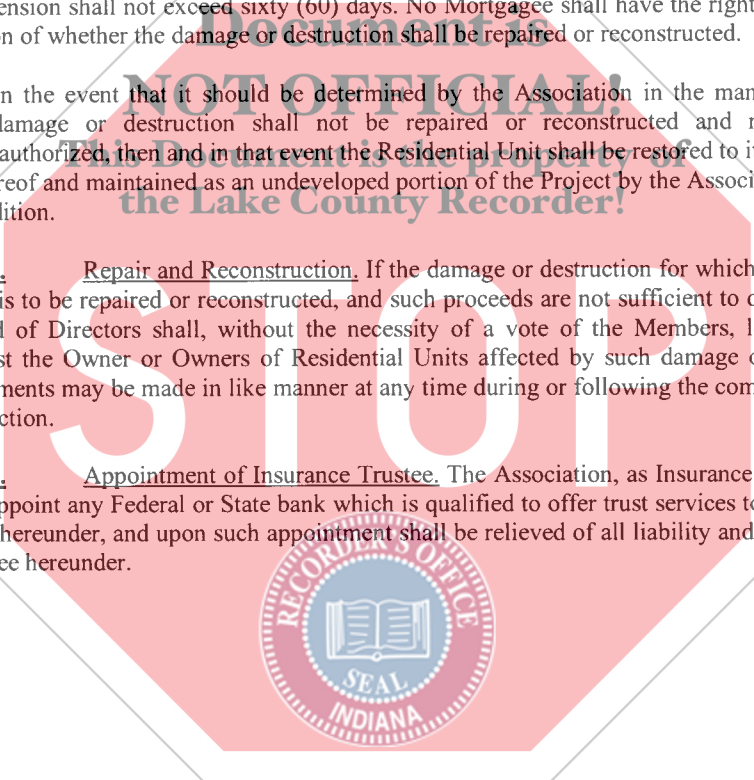 ension shall not exceed sixty (60) days. No Mortgagee shall have the right
n of whether the damage or destruction shall be repaired or reconstructed.
Document is
NOT OFFICIAL!
This Document is the property of
the Lake County Recorder!
n the event that it should be determined by the Association in the man
lamage or destruction shall not be repaired or reconstructed and
authorized, then and in that event the Residential Unit shall be restored to i
reof and maintained as an undeveloped portion of the Project by the Associ
lition.
. Repair and Reconstruction. If the damage or destruction for which
is to be repaired or reconstructed, and such proceeds are not sufficient to
l of Directors shall, without the necessity of a vote of the Members, l
st the Owner or Owners of Residential Units affected by such damage
ments may be made in like manner at any time during or following the com
ction.
STOP
. Appointment of Insurance Trustee. The Association, as Insurance
ppoint any Federal or State bank which is qualified to offer trust services to
hereunder, and upon such appointment shall be relieved of all liability and
ee hereunder.
RECORDER'S OFFICE
SEAL
INDIANA